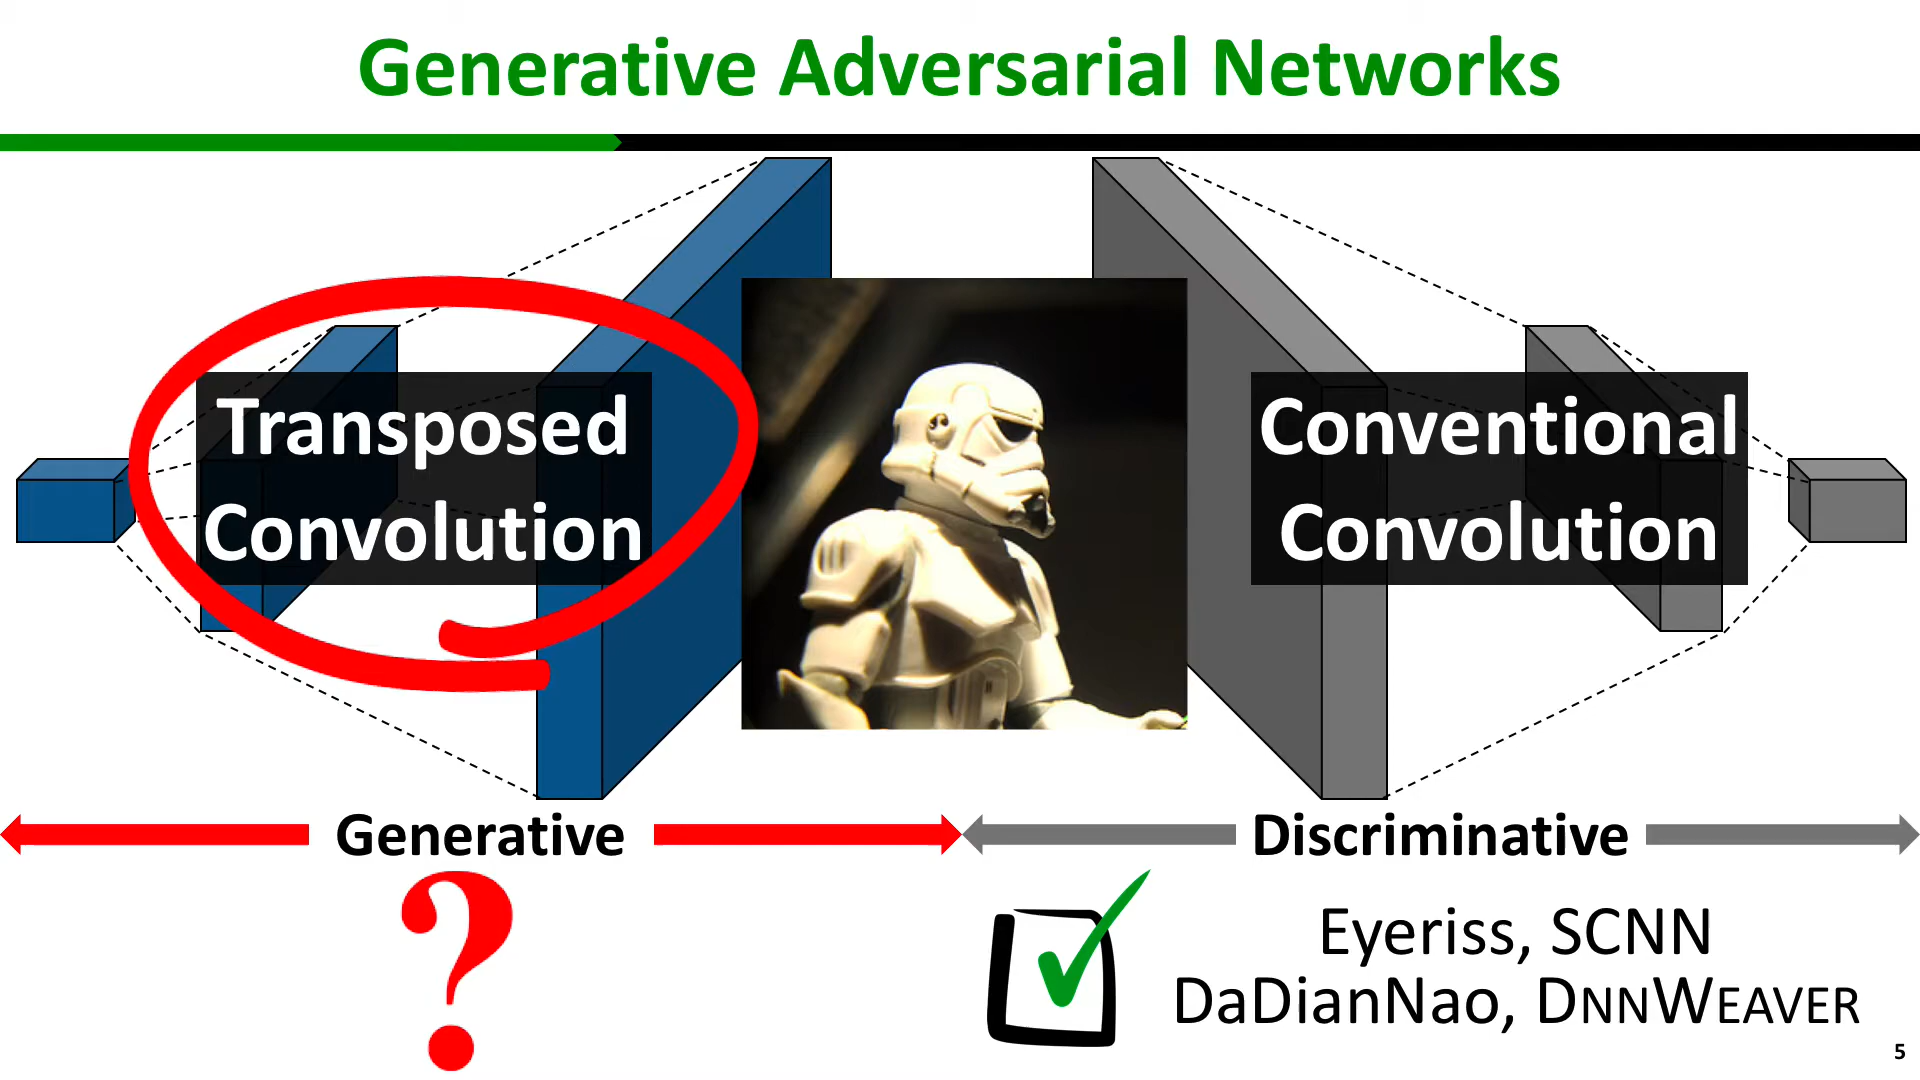 Generative Adversarial Networks
Transposed
Convolution
Conventional
Convolution
Generative
Discriminative
?
Eyeriss, SCNN
DaDianNao, DNNWEAVER
5